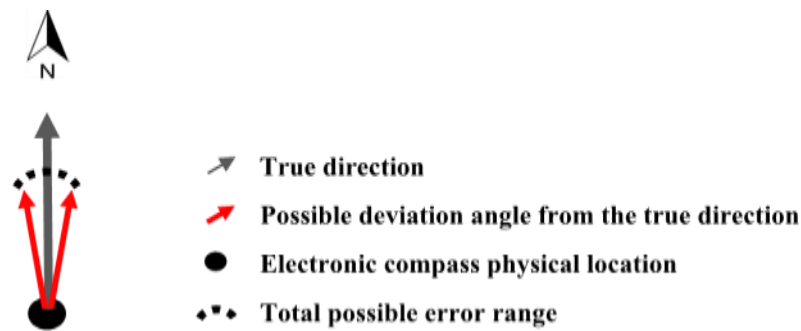 N
True direction
Possible deviation angle from the true direction
Electronic compass physical location
Total possible error range